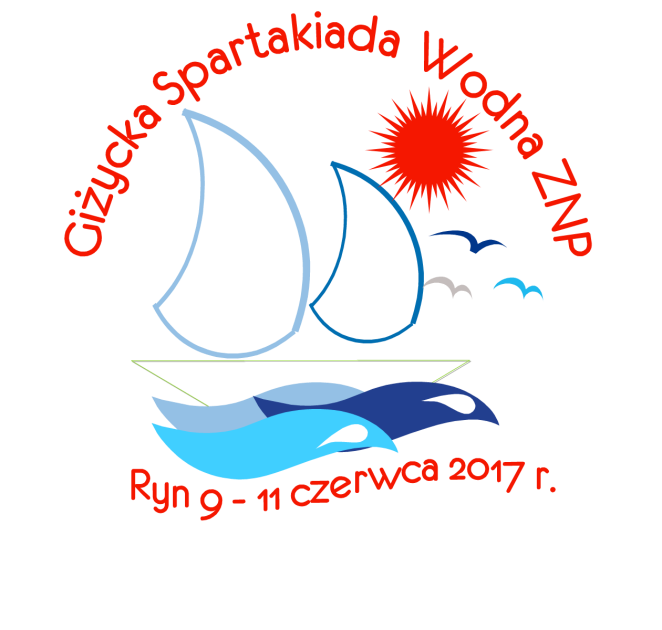 Giżycka Spartakiada Wodna ZNP
Ryn 9 - 11 czerwca 2017 r.